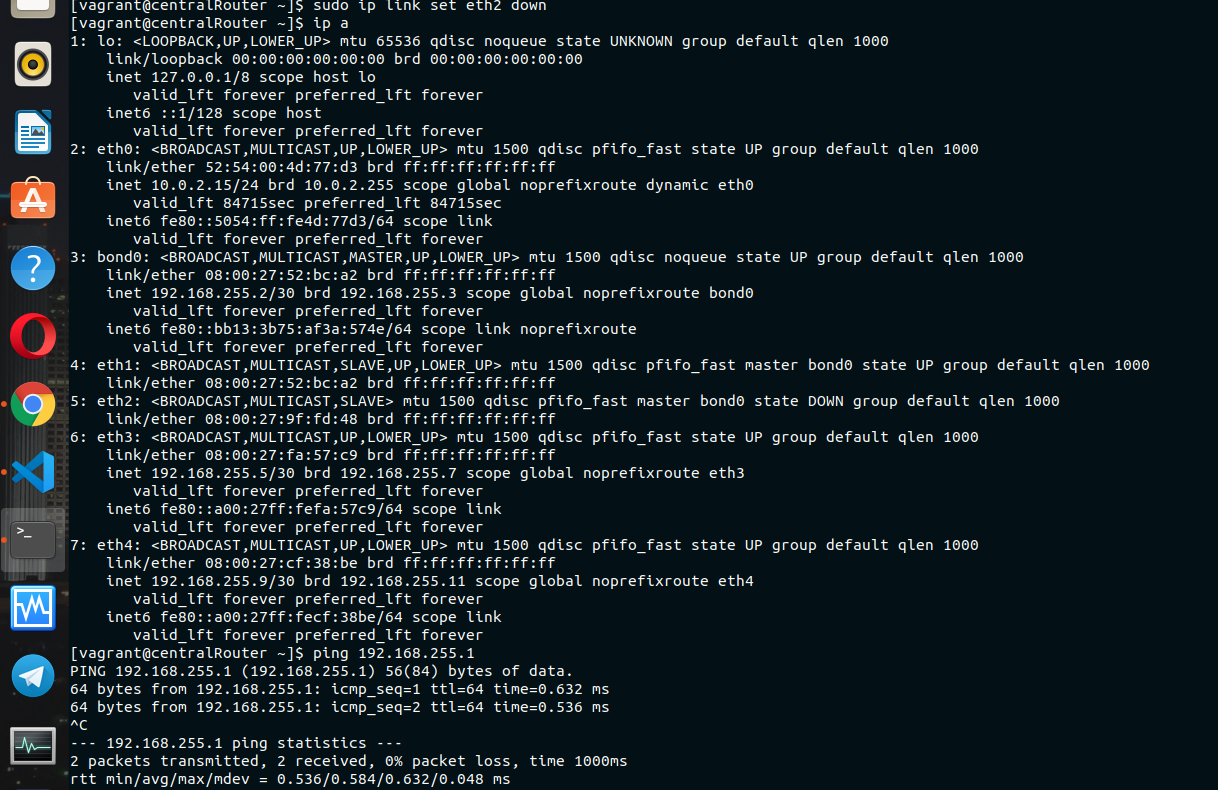 [vagrant@centralRouter ~]$ sudo ip link set eth2 down
[vagrant@centralRouter ~]$ ip a
1: lo: <LOOPBACK,UP,LOWER_UP> mtu 65536 qdisc noqueue state UNKNOWN group default qlen 1000
    link/loopback 00:00:00:00:00:00 brd 00:00:00:00:00:00
    inet 127.0.0.1/8 scope host lo
       valid_lft forever preferred_lft forever
    inet6 ::1/128 scope host
       valid_lft forever preferred_lft forever
2: eth0: <BROADCAST,MULTICAST,UP,LOWER_UP> mtu 1500 qdisc pfifo_fast state UP group default qlen 1000
    link/ether 52:54:00:4d:77:d3 brd ff:ff:ff:ff:ff:ff
    inet 10.0.2.15/24 brd 10.0.2.255 scope global noprefixroute dynamic eth0
       valid_lft 84715sec preferred_lft 84715sec
    inet6 fe80::5054:ff:fe4d:77d3/64 scope link
       valid_lft forever preferred_lft forever
3: bond0: <BROADCAST,MULTICAST,MASTER,UP,LOWER_UP> mtu 1500 qdisc noqueue state UP group default qlen 1000
    link/ether 08:00:27:52:bc:a2 brd ff:ff:ff:ff:ff:ff
    inet 192.168.255.2/30 brd 192.168.255.3 scope global noprefixroute bond0
       valid_lft forever preferred_lft forever
    inet6 fe80::bb13:3b75:af3a:574e/64 scope link noprefixroute
       valid_lft forever preferred_lft forever
4: eth1: <BROADCAST,MULTICAST,SLAVE,UP,LOWER_UP> mtu 1500 qdisc pfifo_fast master bond0 state UP group default qlen 1000
    link/ether 08:00:27:52:bc:a2 brd ff:ff:ff:ff:ff:ff
5: eth2: <BROADCAST,MULTICAST,SLAVE> mtu 1500 qdisc pfifo_fast master bond0 state DOWN group default qlen 1000
    link/ether 08:00:27:9f:fd:48 brd ff:ff:ff:ff:ff:ff
6: eth3: <BROADCAST,MULTICAST,UP,LOWER_UP> mtu 1500 qdisc pfifo_fast state UP group default qlen 1000
    link/ether 08:00:27:fa:57:c9 brd ff:ff:ff:ff:ff:ff
    inet 192.168.255.5/30 brd 192.168.255.7 scope global noprefixroute eth3
       valid_lft forever preferred_lft forever
    inet6 fe80::a00:27ff:fefa:57c9/64 scope link
       valid_lft forever preferred_lft forever
7: eth4: <BROADCAST,MULTICAST,UP,LOWER_UP> mtu 1500 qdisc pfifo_fast state UP group default qlen 1000
    link/ether 08:00:27:cf:38:be brd ff:ff:ff:ff:ff:ff
    inet 192.168.255.9/30 brd 192.168.255.11 scope global noprefixroute eth4
       valid_lft forever preferred_lft forever
    inet6 fe80::a00:27ff:fecf:38be/64 scope link
       valid_lft forever preferred_lft forever
[vagrant@centralRouter ~]$ ping 192.168.255.1
PING 192.168.255.1 (192.168.255.1) 56(84) bytes of data.
64 bytes from 192.168.255.1: icmp_seq=1 ttl=64 time=0.632 ms
64 bytes from 192.168.255.1: icmp_seq=2 ttl=64 time=0.536 ms
^C
--- 192.168.255.1 ping statistics ---
2 packets transmitted, 2 received, 0% packet loss, time 1000ms
rtt min/avg/max/mdev = 0.536/0.584/0.632/0.048 ms